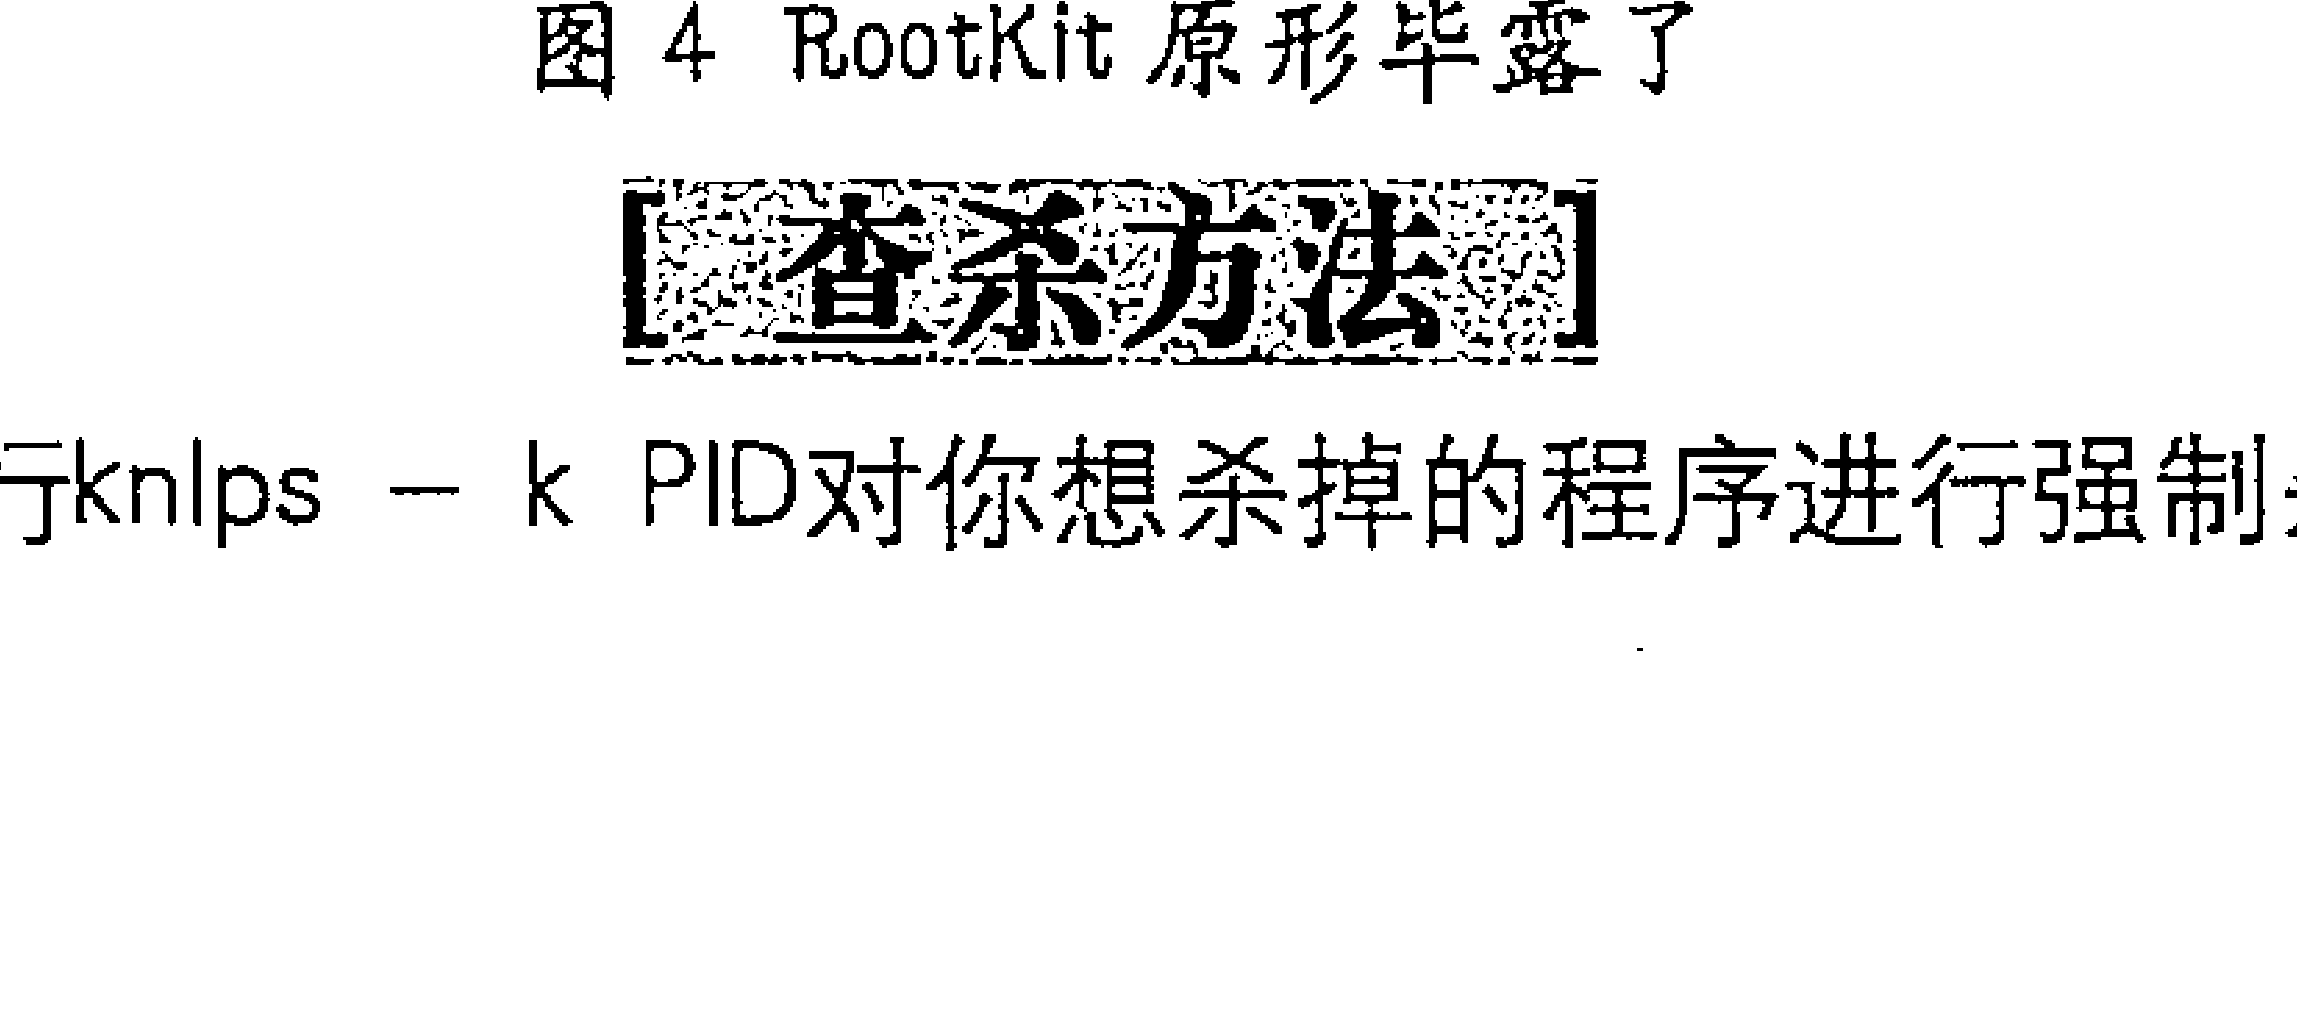 图 4 RootKit 原形毕露了
[ 查杀方法 ]
行knlps - k PID对你想杀掉的程序进行强制